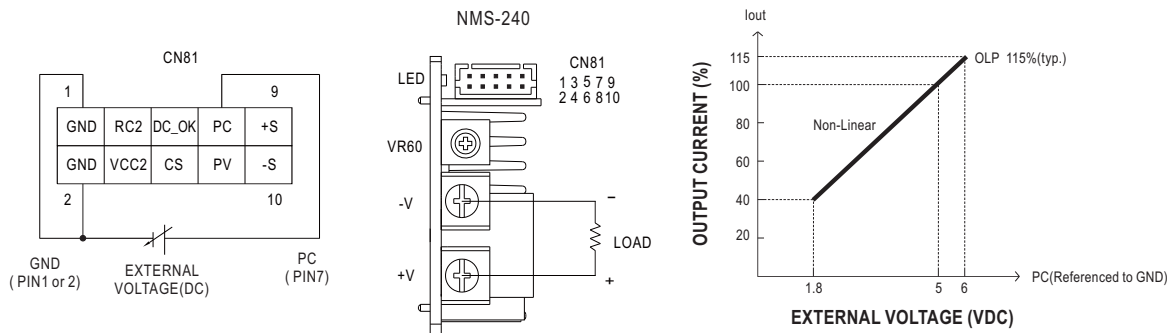 CN81
1
9
GND RC2 DC_OK PC +S
GND VCC2 CS PV -S
2
10
GND
( PIN1 or 2)
EXTERNAL
VOLTAGE(DC)
PC
( PIN7)
NMS-240
LED
CN81
1 3 5 7 9
2 4 6 8 10
VR60
-V
+V
−
LOAD
+
Iout
OUTPUT CURRENT (%)
115
100
80
60
40
20
OLP 115%(typ.)
Non-Linear
1.8
5
6
PC(Referenced to GND)
EXTERNAL VOLTAGE (VDC)